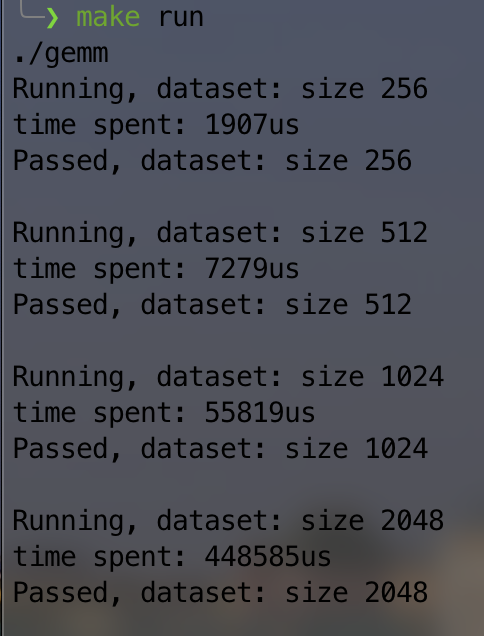 ❯ make run
./gemm
Running, dataset: size 256
time spent: 1907us
Passed, dataset: size 256

Running, dataset: size 512
time spent: 7279us
Passed, dataset: size 512

Running, dataset: size 1024
time spent: 55819us
Passed, dataset: size 1024

Running, dataset: size 2048
time spent: 448585us
Passed, dataset: size 2048